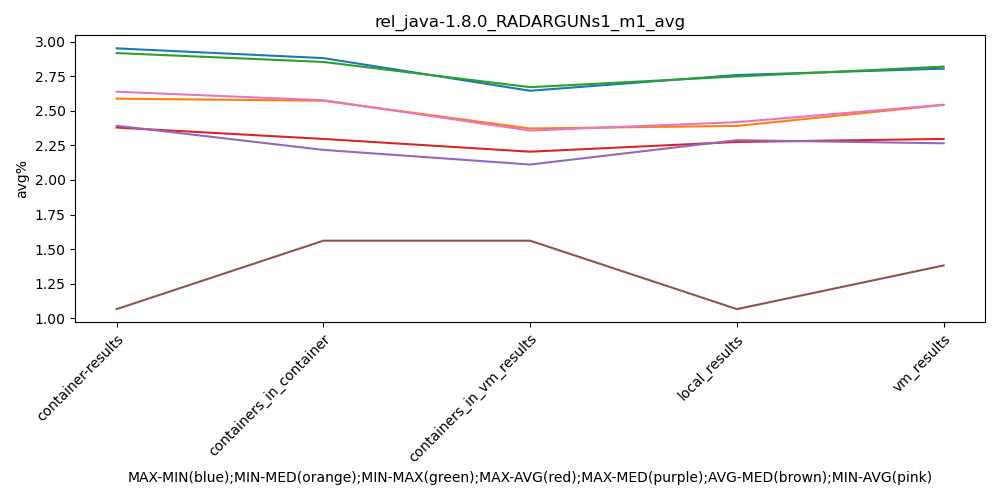 rel_java-1.8.0_RADARGUNs1_m1_avg
avg%
3.00
2.75
2.50
2.25
2.00
1.75
1.50
1.25
1.00
container-results
containers_in_container
containers_in_vm_results
local_results
vm_results
MAX-MIN(blue);MIN-MED(orange);MIN-MAX(green);MAX-AVG(red);MAX-MED(purple);AVG-MED(brown);MIN-AVG(pink)